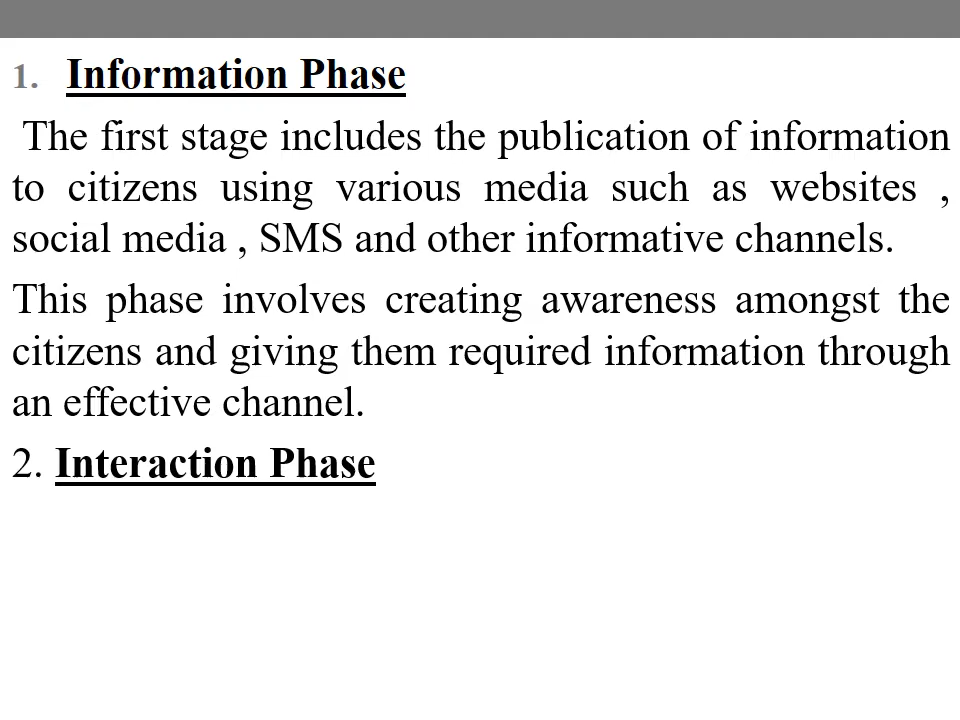 1. Information Phase
The first stage includes the publication of information
to citizens using various media such as websites ,
social media , SMS and other informative channels.
This phase involves creating awareness amongst the
citizens and giving them required information through
an effective channel.
2. Interaction Phase